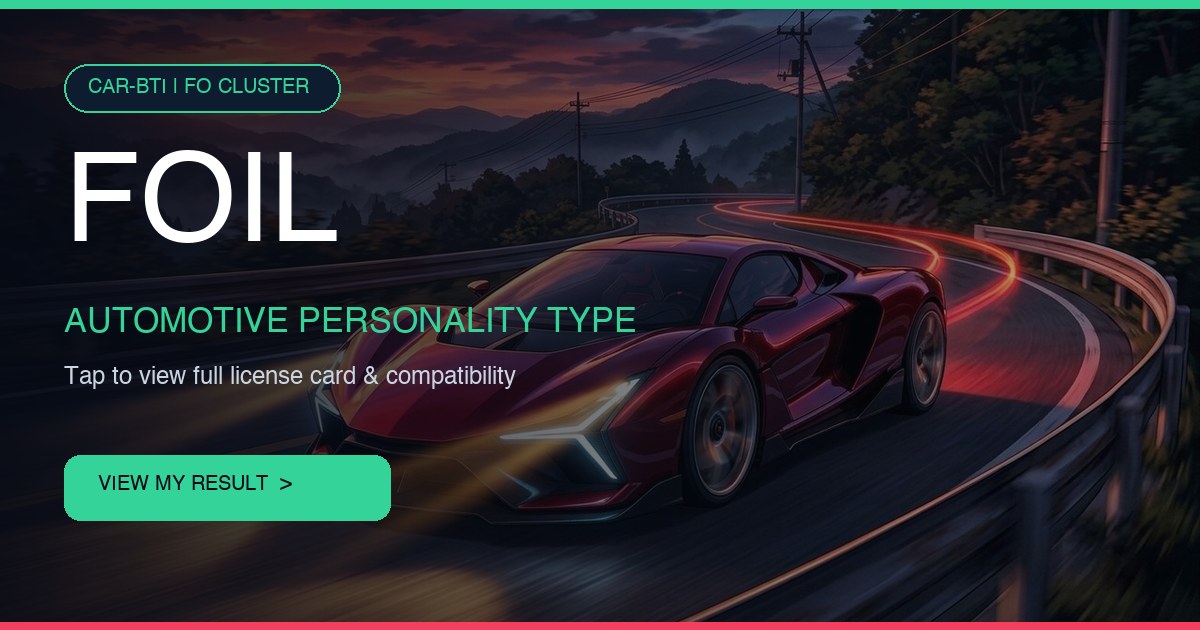 CAR-BTI | FO CLUSTER
FOIL
AUTOMOTIVE PERSONALITY TYPE
Tap to view full license card & compatibility
VIEW MY RESULT >